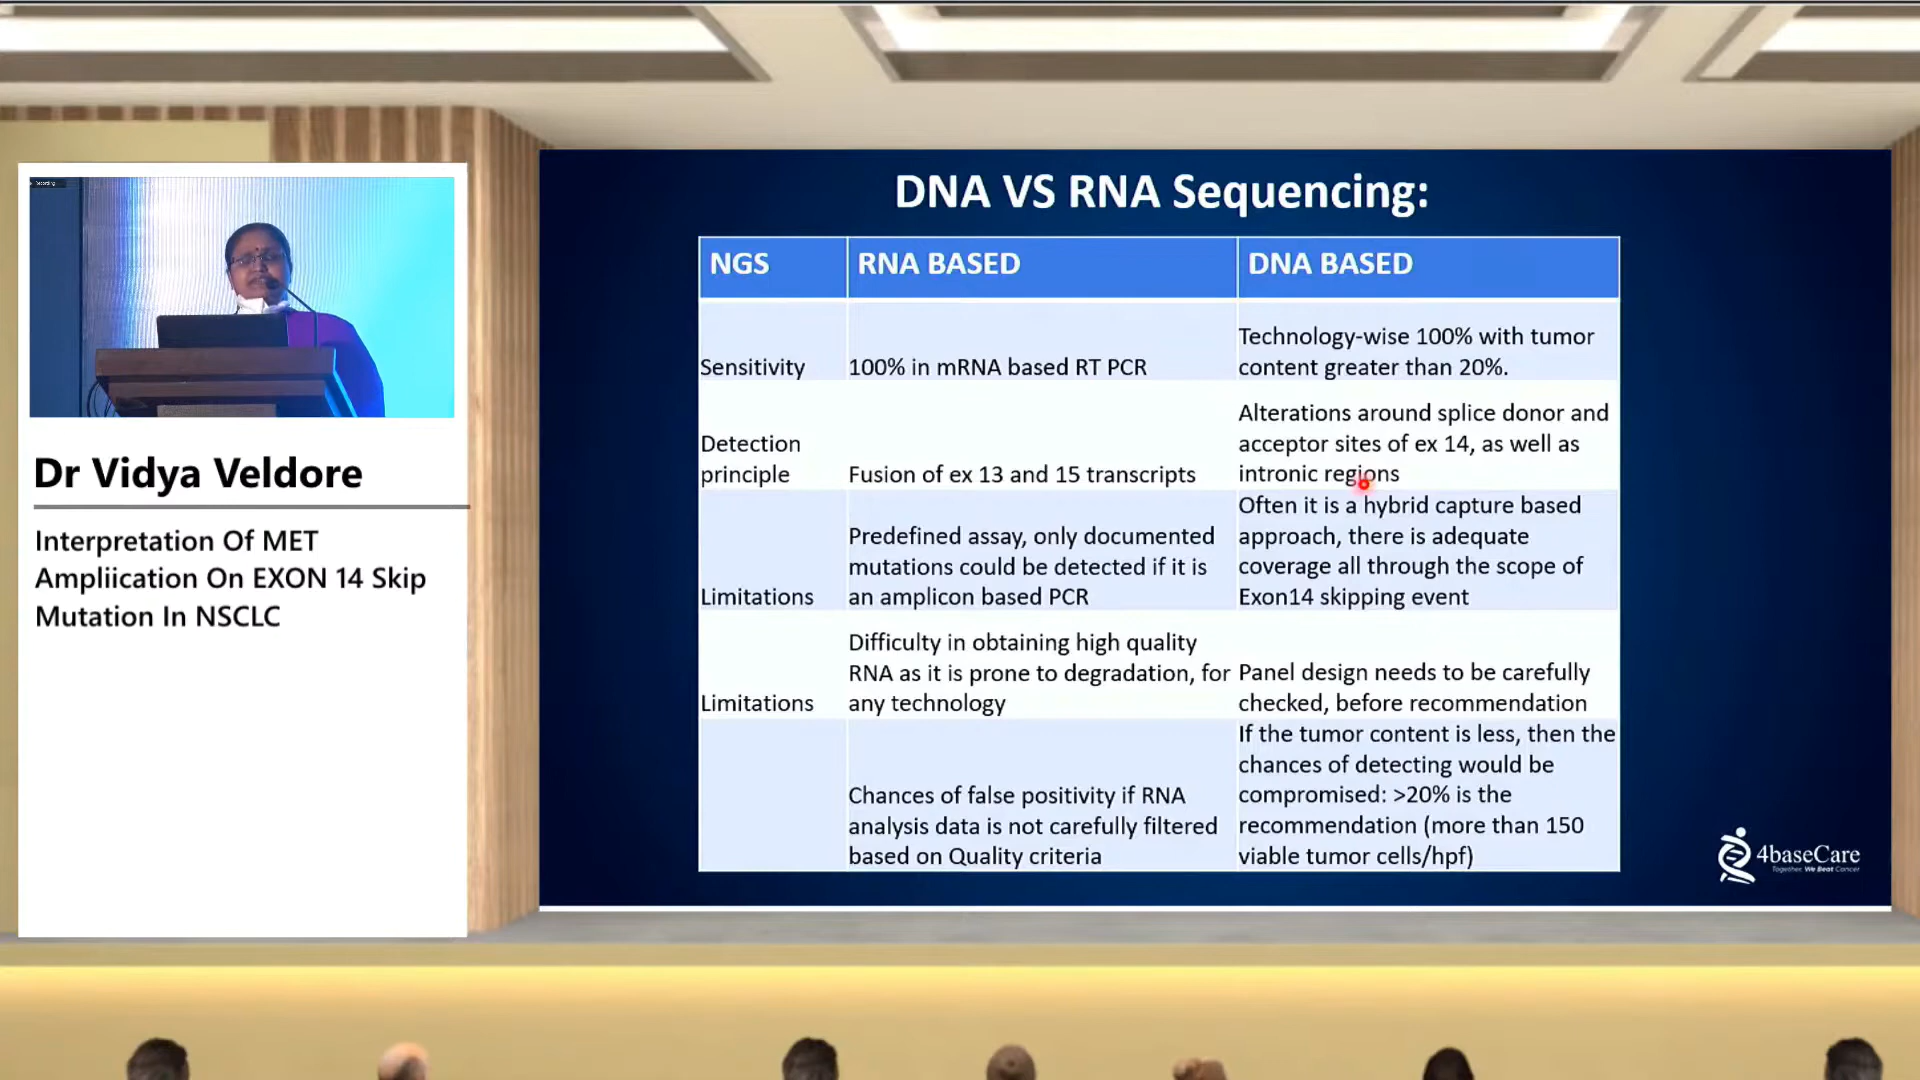 Recording
Dr Vidya Veldore
Interpretation Of MET
Ampliication On EXON 14 Skip
Mutation In NSCLC
DNA VS RNA Sequencing:
NGS
RNA BASED
DNA BASED
Sensitivity
100% in mRNA based RT PCR
Technology-wise 100% with tumor
content greater than 20%.
Detection
principle
Fusion of ex 13 and 15 transcripts
Alterations around splice donor and
acceptor sites of ex 14, as well as
intronic regions
Limitations
Predefined assay, only documented
mutations could be detected if it is
an amplicon based PCR
Often it is a hybrid capture based
approach, there is adequate
coverage all through the scope of
Exon14 skipping event
Limitations
Difficulty in obtaining high quality
RNA as it is prone to degradation, for
any technology
Panel design needs to be carefully
checked, before recommendation
Chances of false positivity if RNA
analysis data is not carefully filtered
based on Quality criteria
If the tumor content is less, then the
chances of detecting would be
compromised: >20% is the
recommendation (more than 150
viable tumor cells/hpf)
4baseCare
Together, We Beat Cancer